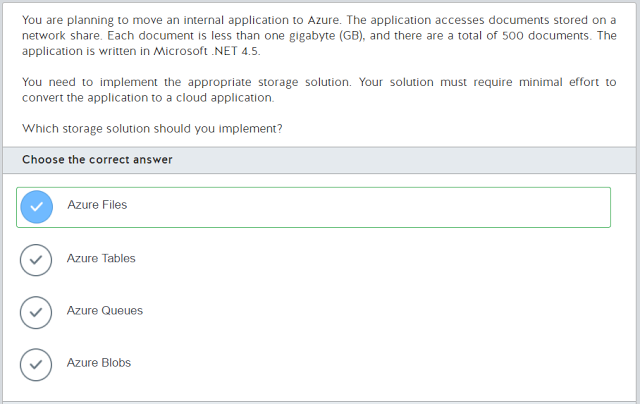 You are planning to move an internal application to Azure. The application accesses documents stored on a
network share. Each document is less than one gigabyte (GB), and there are a total of 500 documents. The
application is written in Microsoft .NET 4.5.
You need to implement the appropriate storage solution. Your solution must require minimal effort to
convert the application to a cloud application.
Which storage solution should you implement?
Choose the correct answer
Azure Files
Azure Tables
Azure Queues
Azure Blobs